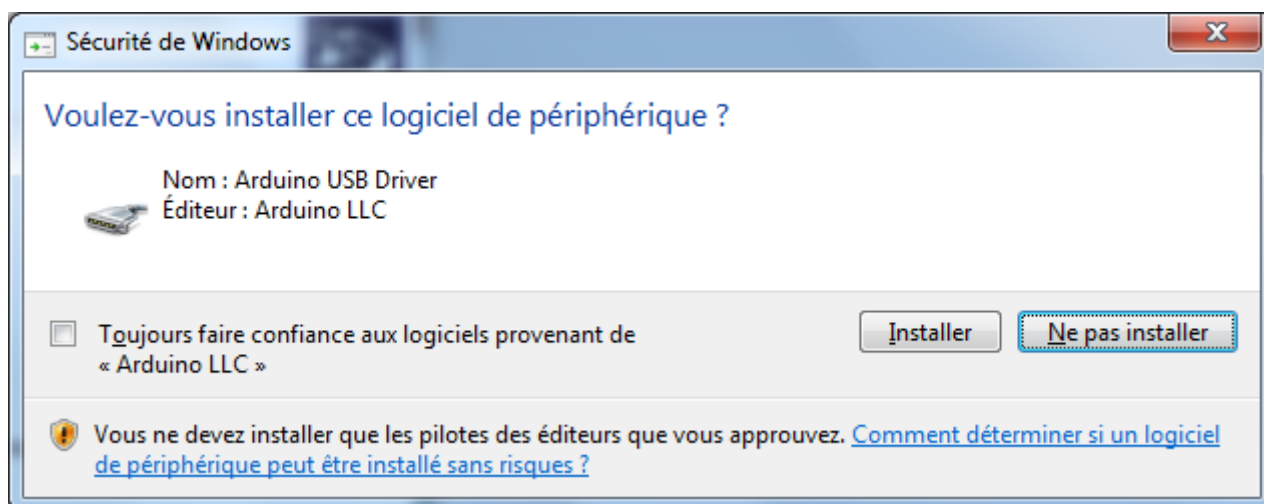 Sécurité de Windows
Voulez-vous installer ce logiciel de périphérique ?
Nom : Arduino USB Driver
Éditeur : Arduino LLC
Toujours faire confiance aux logiciels provenant de
« Arduino LLC »
Installer
Ne pas installer
Vous ne devez installer que les pilotes des éditeurs que vous approuvez. Comment déterminer si un logiciel
de périphérique peut être installé sans risques ?